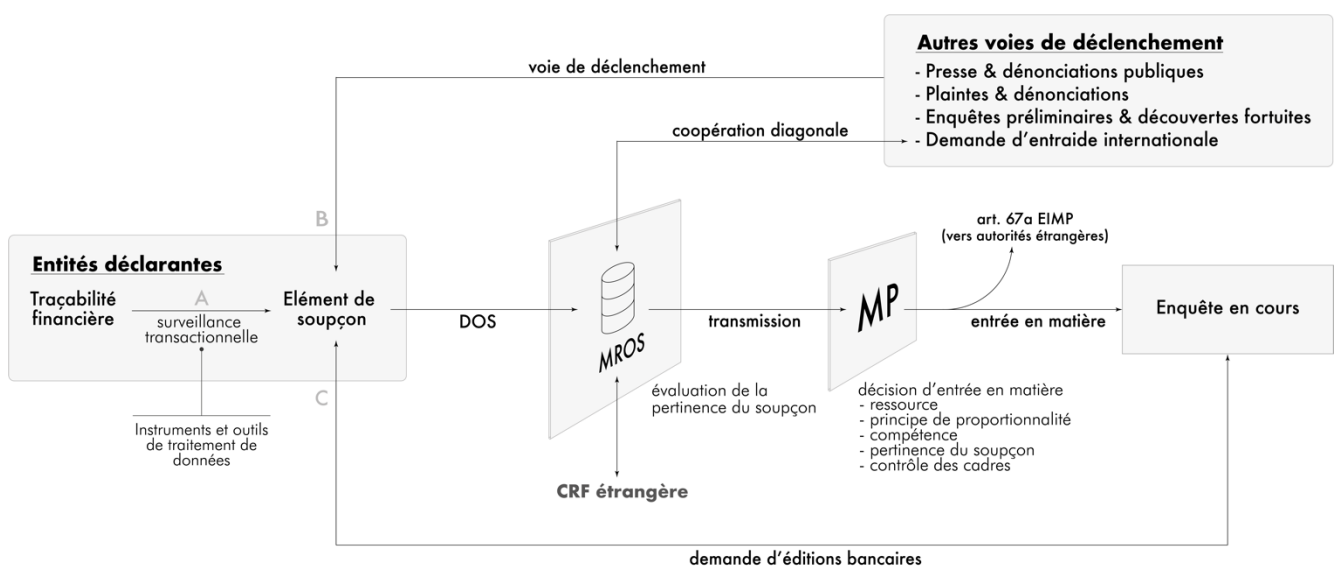 Autres voies de déclenchement
- Presse & dénonciations publiques
- Plaintes & dénonciations
- Enquêtes préliminaires & découvertes fortuites
- Demande d'entraide internationale
voie de déclenchement
coopération diagonale
B
art. 67a EIMP
(vers autorités étrangères)
Entités déclarantes
Traçabilité
financière
A
surveillance
transactionnelle
Elément de
soupçon
DOS
MROS
transmission
MP
entrée en matière
Enquête en cours
C
Instruments et outils
de traitement de
données
évaluation de la
pertinence du soupçon
décision d'entrée en matière
- ressource
- principe de proportionnalité
- compétence
- pertinence du soupçon
- contrôle des cadres
CRF étrangère
demande d'éditions bancaires